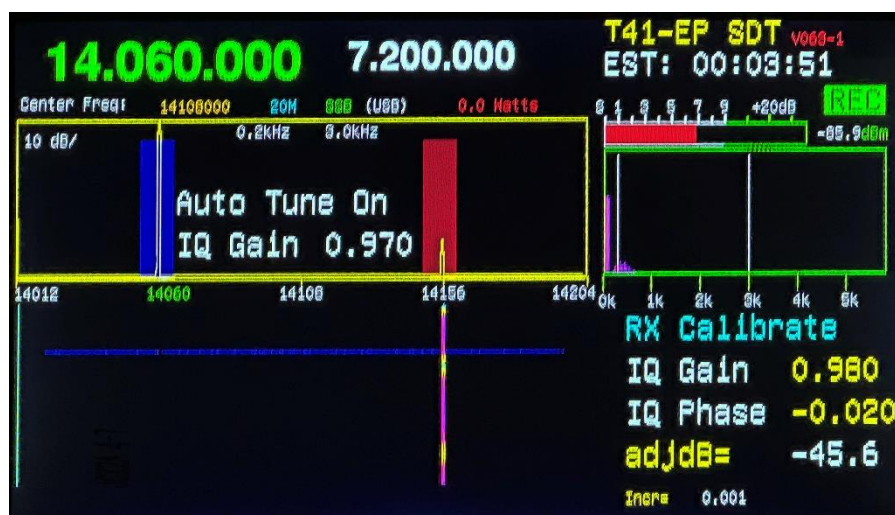 14.060.000 7.200.000
T41-EP SDT V063-1
EST: 00:03:51
Center Freq: 14108000 20M SSB (USB) 0.0 Watts
S 1 3 5 7 9 +20dB REC
10 dB/ 0.2kHz 3.0kHz
-65.9dBm
Auto Tune On
IQ Gain 0.970
14012 14060 14108 14156 14204
0k 1k 2k 3k 4k 5k
RX Calibrate
IQ Gain 0.980
IQ Phase -0.020
adjdB= -45.6
Incr= 0.001